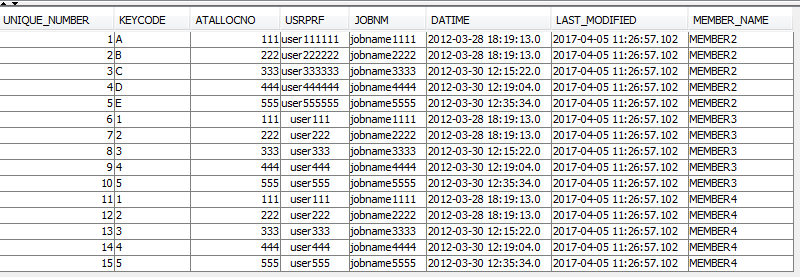 UNIQUE_NUMBER KEYCODE ATALLOCNO USRPRF JOBNM DATIME LAST_MODIFIED MEMBER_NAME
1 A 111 user111111 jobname1111 2012-03-28 18:19:13.0 2017-04-05 11:26:57.102 MEMBER2
2 B 222 user222222 jobname2222 2012-03-28 18:19:13.0 2017-04-05 11:26:57.102 MEMBER2
3 C 333 user333333 jobname3333 2012-03-30 12:15:22.0 2017-04-05 11:26:57.102 MEMBER2
4 D 444 user444444 jobname4444 2012-03-30 12:19:04.0 2017-04-05 11:26:57.102 MEMBER2
5 E 555 user555555 jobname5555 2012-03-30 12:35:34.0 2017-04-05 11:26:57.102 MEMBER2
6 1 111 user111 jobname1111 2012-03-28 18:19:13.0 2017-04-05 11:26:57.102 MEMBER3
7 2 222 user222 jobname2222 2012-03-28 18:19:13.0 2017-04-05 11:26:57.102 MEMBER3
8 3 333 user333 jobname3333 2012-03-30 12:15:22.0 2017-04-05 11:26:57.102 MEMBER3
9 4 444 user444 jobname4444 2012-03-30 12:19:04.0 2017-04-05 11:26:57.102 MEMBER3
10 5 555 user555 jobname5555 2012-03-30 12:35:34.0 2017-04-05 11:26:57.102 MEMBER3
11 1 111 user111 jobname1111 2012-03-28 18:19:13.0 2017-04-05 11:26:57.102 MEMBER4
12 2 222 user222 jobname2222 2012-03-28 18:19:13.0 2017-04-05 11:26:57.102 MEMBER4
13 3 333 user333 jobname3333 2012-03-30 12:15:22.0 2017-04-05 11:26:57.102 MEMBER4
14 4 444 user444 jobname4444 2012-03-30 12:19:04.0 2017-04-05 11:26:57.102 MEMBER4
15 5 555 user555 jobname5555 2012-03-30 12:35:34.0 2017-04-05 11:26:57.102 MEMBER4